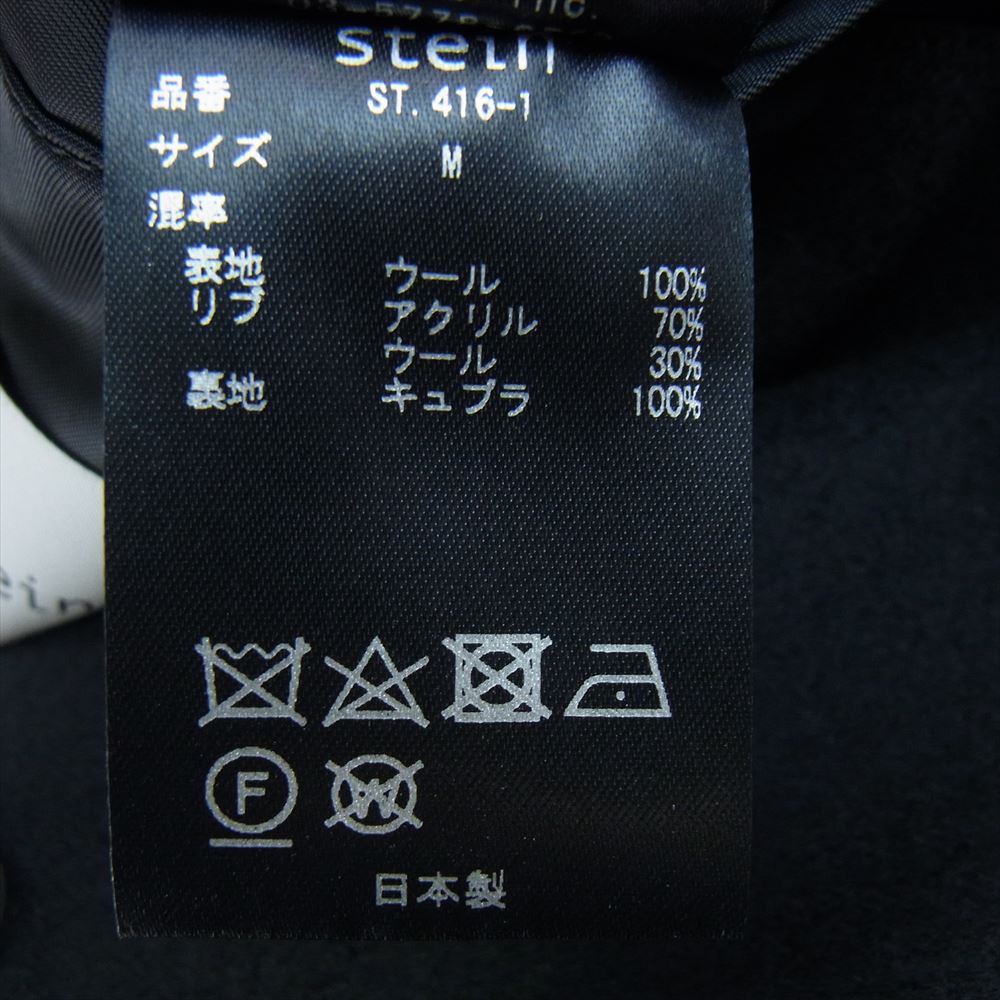 stein
品番 ST.416-1
サイズ M
混率
表地 ウール 100%
リブ アクリル 70%
ウール 30%
裏地 キュプラ 100%
F
W
日本製
ein